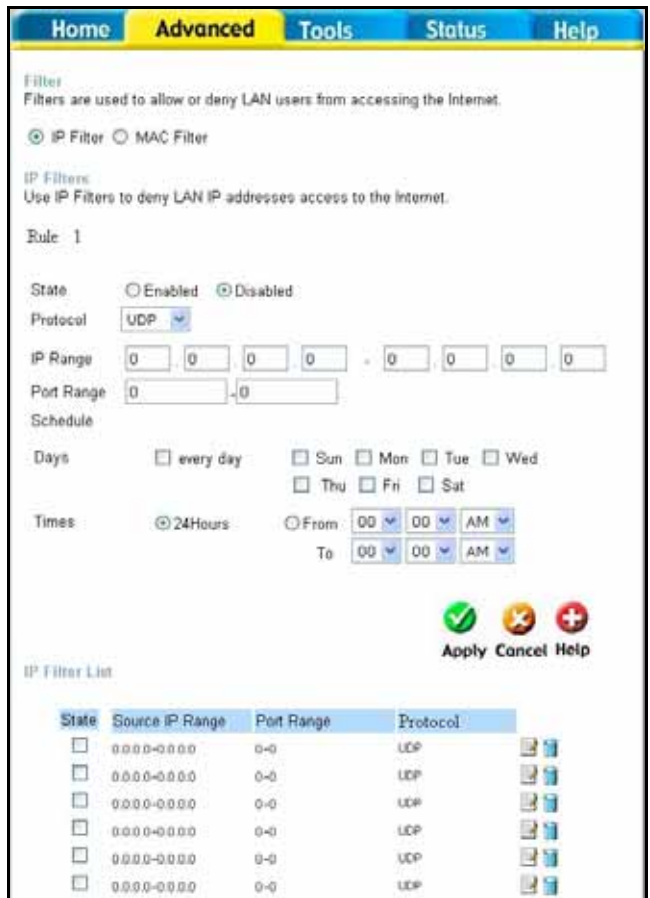 Home Advanced Tools Status Help
Filter
Filters are used to allow or deny LAN users from accessing the Internet.
IP Filter MAC Filter
IP Filters
Use IP Filters to deny LAN IP addresses access to the Internet.
Rule 1
State Enabled Disabled
Protocol UDP
IP Range 0 . 0 . 0 . 0 - 0 . 0 . 0 . 0
Port Range 0 - 0
Schedule
Days every day Sun Mon Tue Wed
Thu Fri Sat
Times 24Hours From 00 00 AM
To 00 00 AM
Apply Cancel Help
IP Filter List
State Source IP Range Port Range Protocol
0.0.0.0-0.0.0.0 0-0 UDP
0.0.0.0-0.0.0.0 0-0 UDP
0.0.0.0-0.0.0.0 0-0 UDP
0.0.0.0-0.0.0.0 0-0 UDP
0.0.0.0-0.0.0.0 0-0 UDP
0.0.0.0-0.0.0.0 0-0 UDP